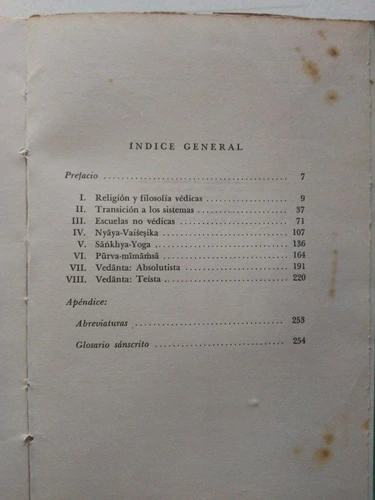 ÍNDICE GENERAL
Prefacio ........................................ 7
I. Religión y filosofía védicas ................ 9
II. Transición a los sistemas .................. 37
III. Escuelas no védicas ....................... 71
IV. Nyāya-Vaiśeṣika ............................ 107
V. Sāṅkhya-Yoga ................................ 136
VI. Pūrva-mīmāṁsā .............................. 164
VII. Vedānta: Absolutista ...................... 191
VIII. Vedānta: Teísta .......................... 220
Apéndice:
Abreviaturas ................................... 253
Glosario sánscrito ............................. 254